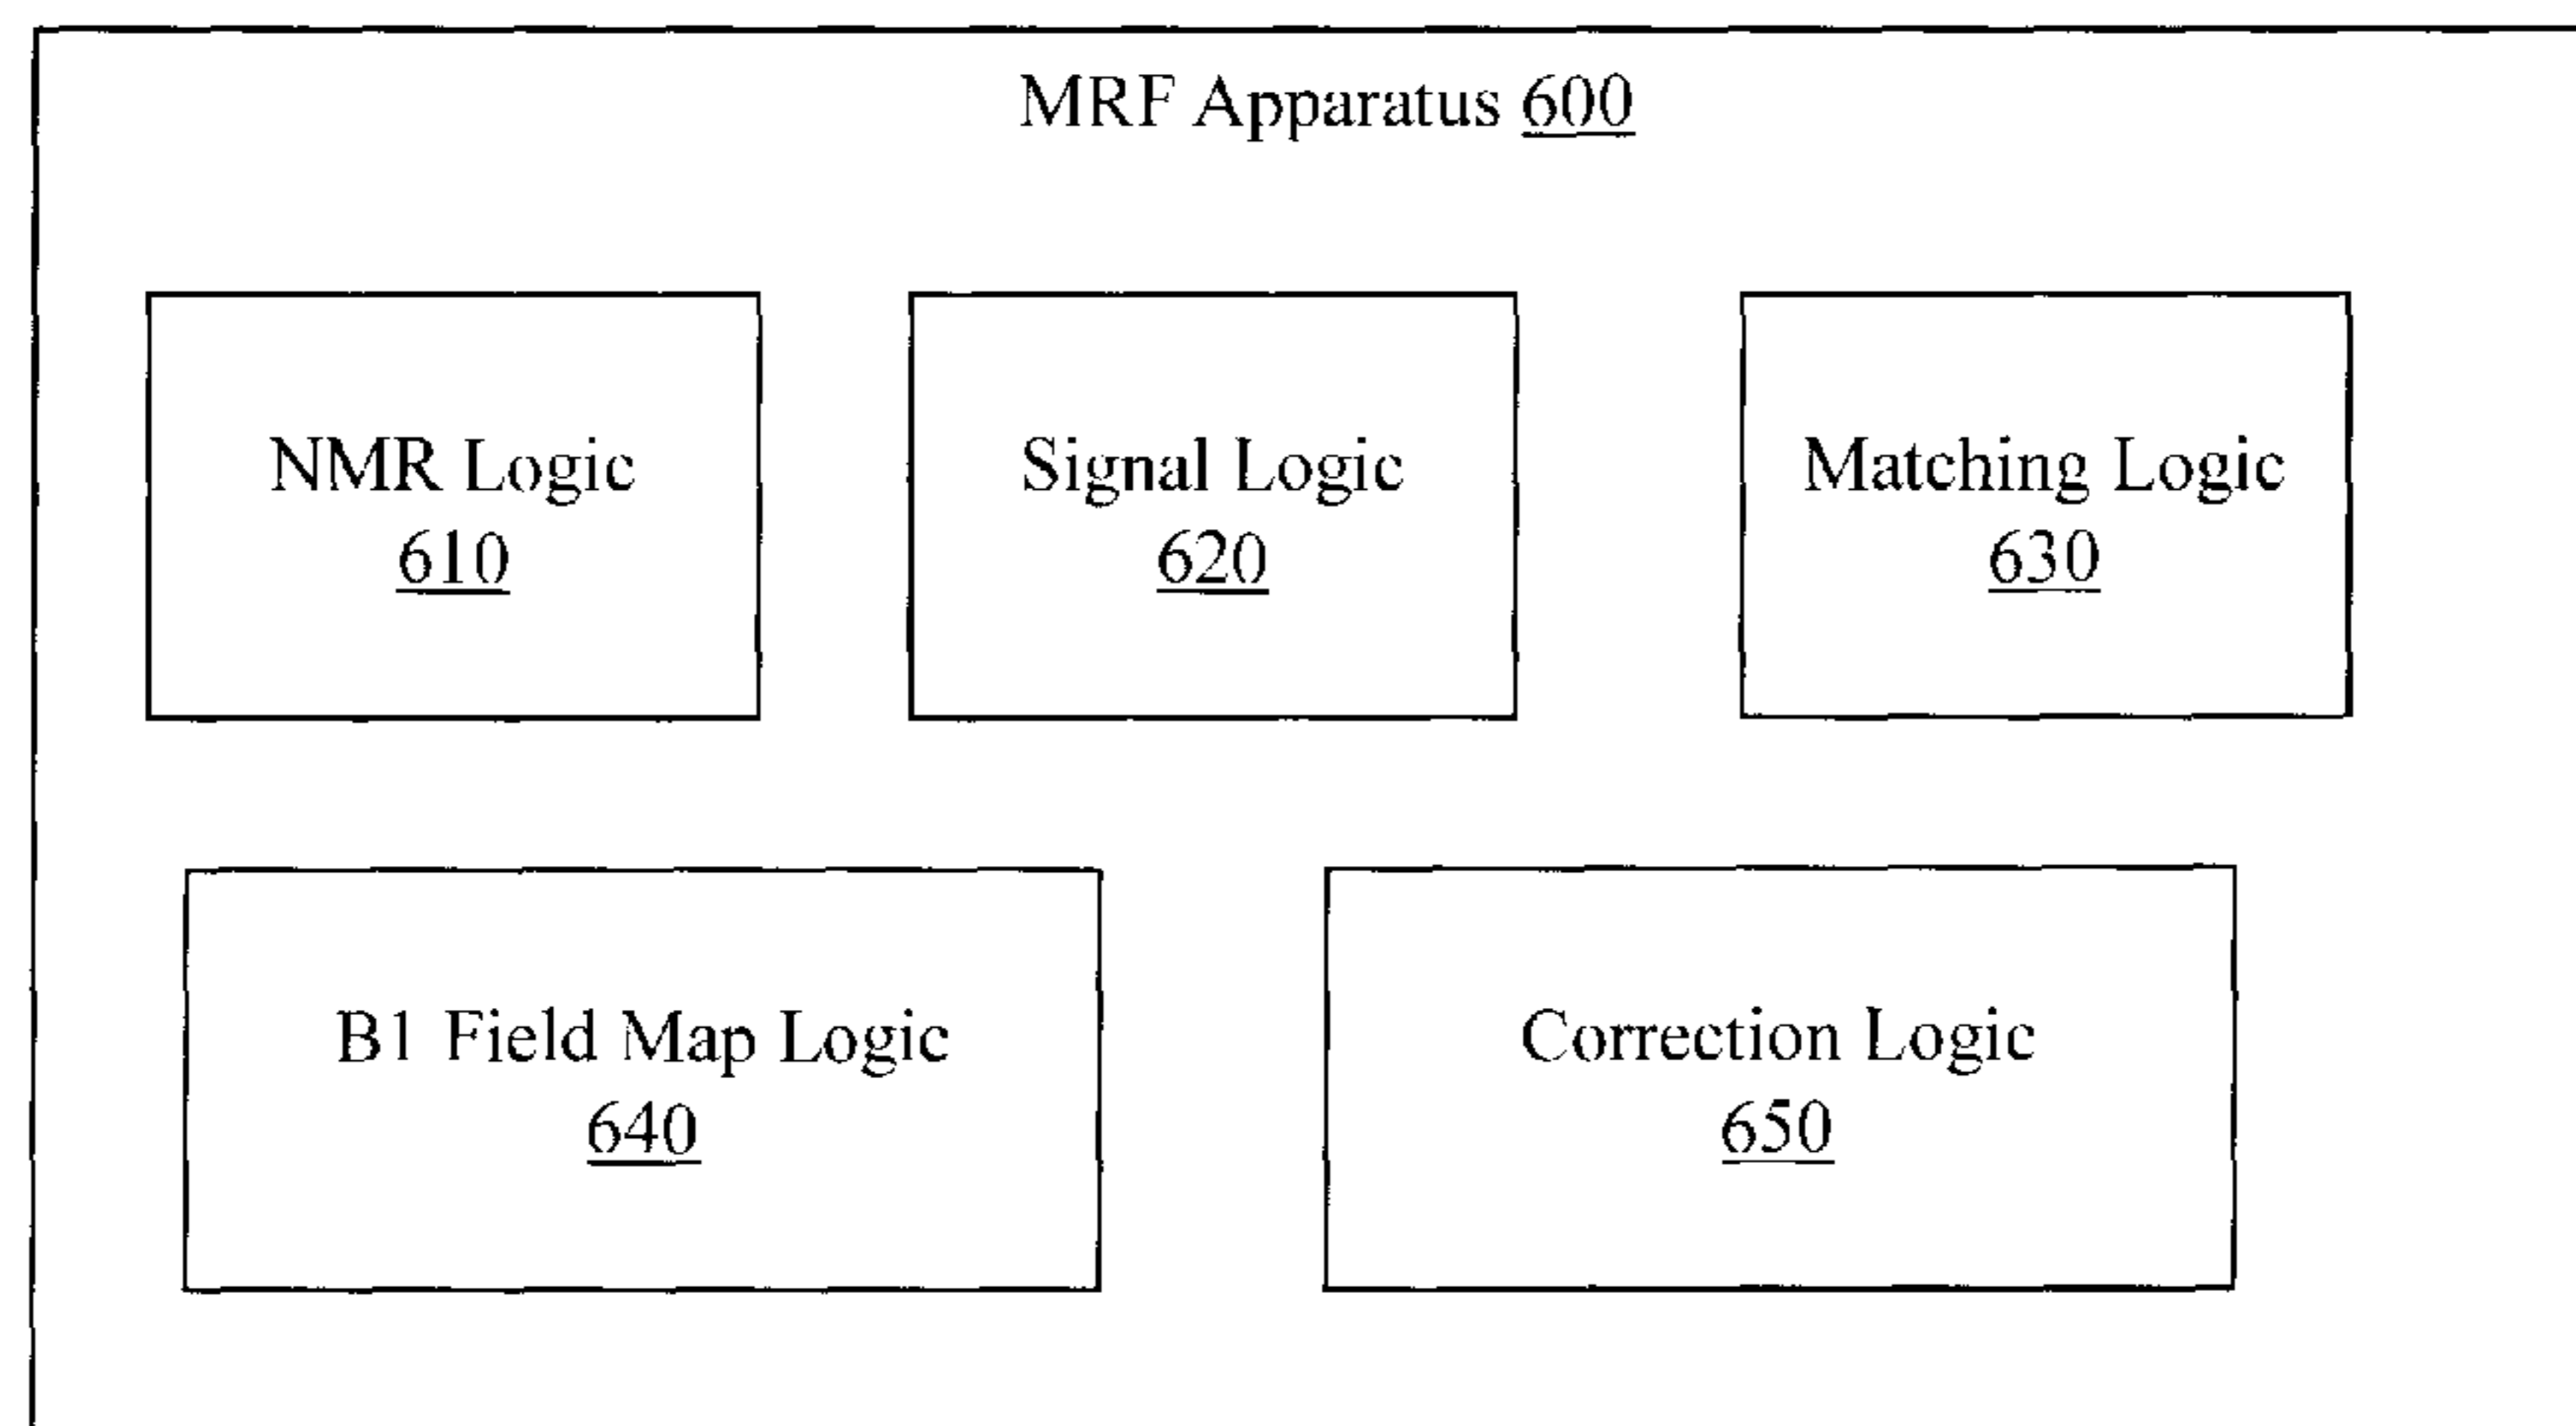 MRF Apparatus 600
NMR Logic
610
Signal Logic
620
Matching Logic
630
B1 Field Map Logic
640
Correction Logic
650